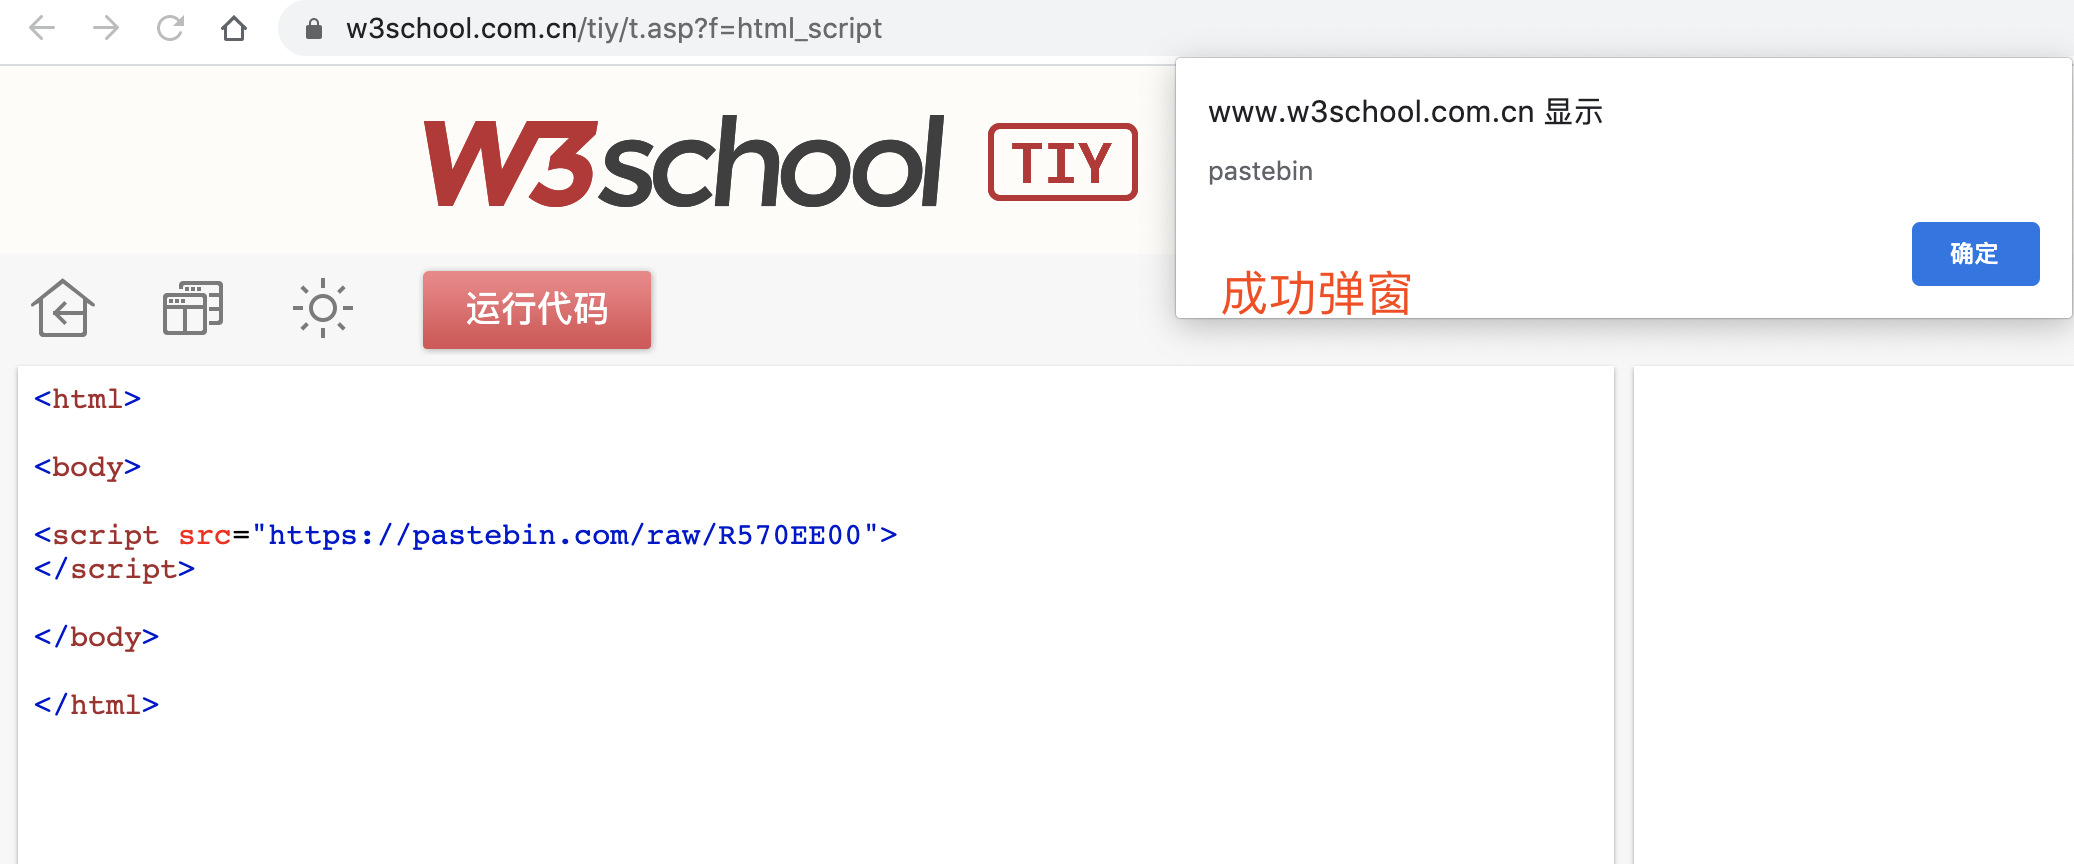 w3school.com.cn/tiy/t.asp?f=html_script
www.w3school.com.cn 显示
pastebin
确定
成功弹窗
W3school TIY
运行代码
<html>
<body>
<script src="https://pastebin.com/raw/R570EE00">
</script>
</body>
</html>